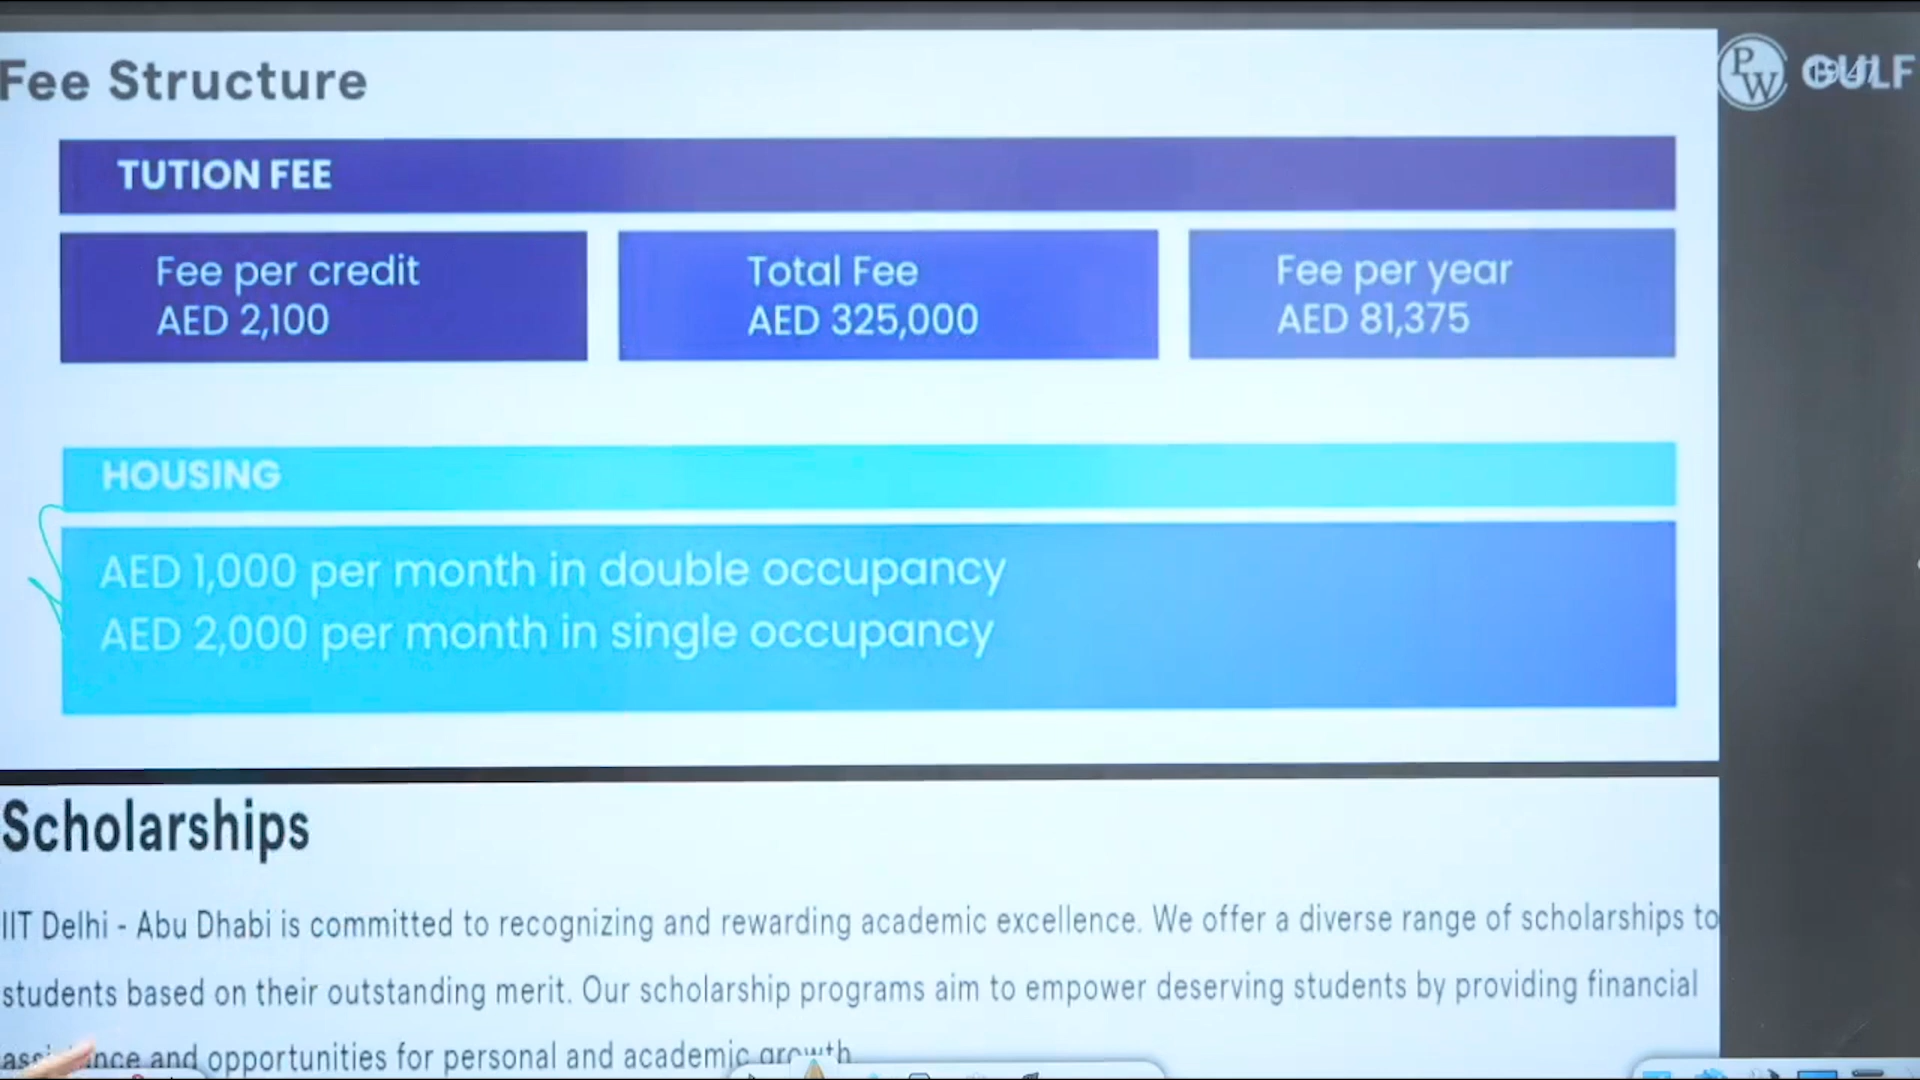 Fee Structure
PW GULF
TUTION FEE
Fee per credit
AED 2,100
Total Fee
AED 325,000
Fee per year
AED 81,375
HOUSING
AED 1,000 per month in double occupancy
AED 2,000 per month in single occupancy
Scholarships
IIT Delhi - Abu Dhabi is committed to recognizing and rewarding academic excellence. We offer a diverse range of scholarships to
students based on their outstanding merit. Our scholarship programs aim to empower deserving students by providing financial
and opportunities for personal and academic growth